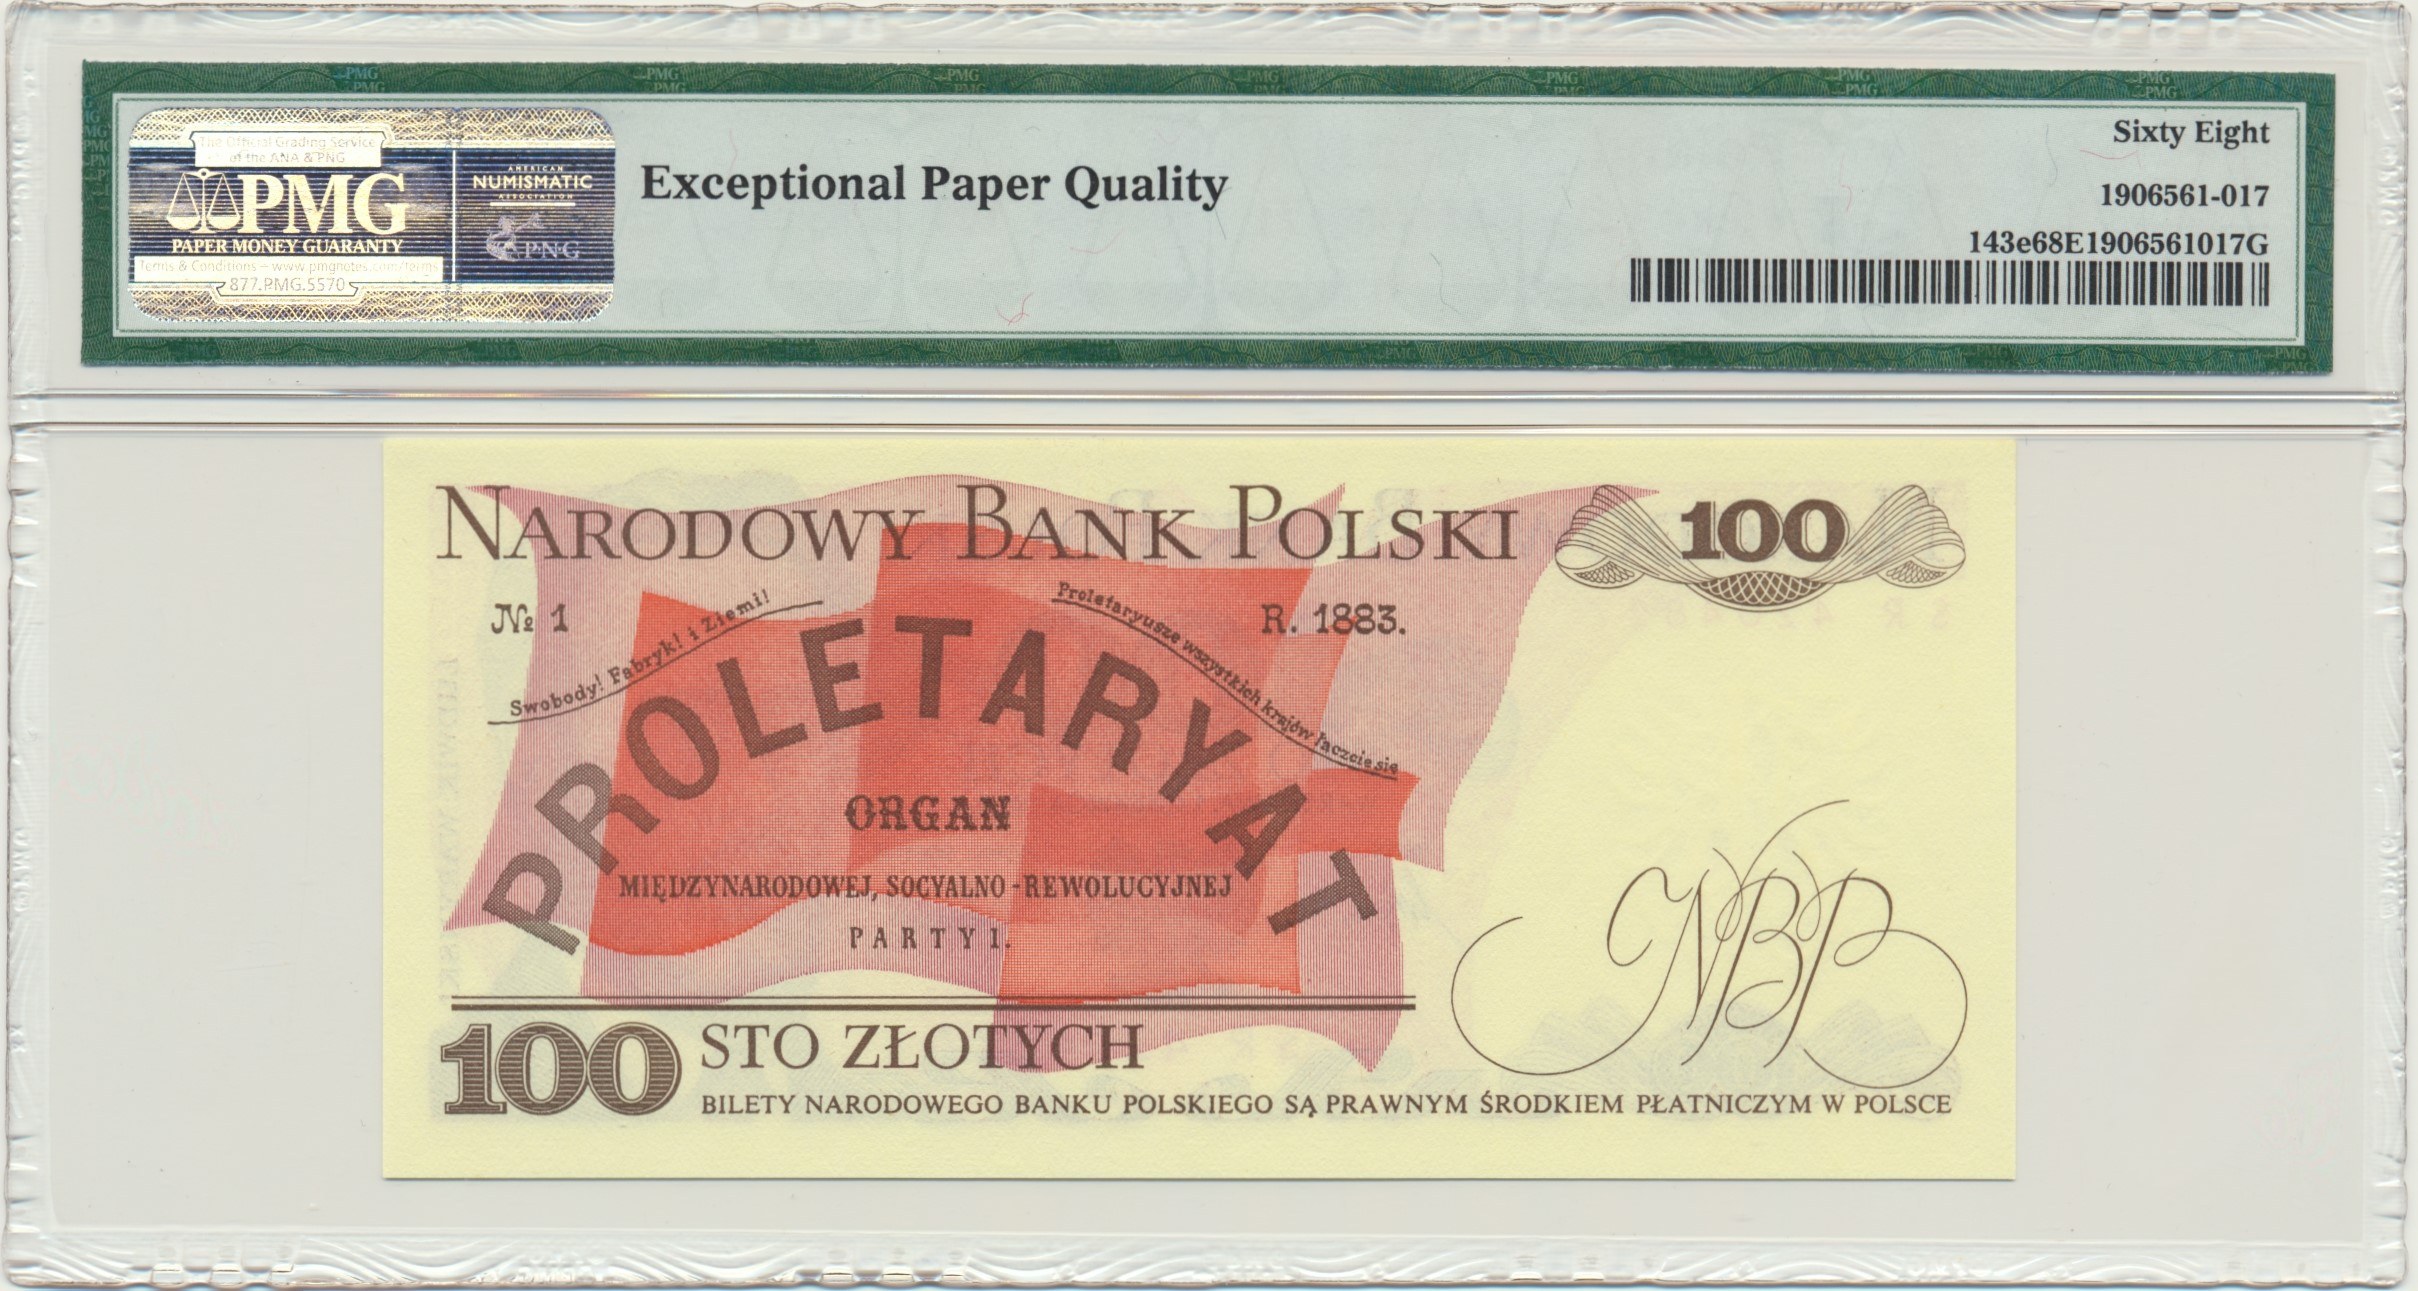 The Official Grading Service
of the ANA & PNG
PMG
PAPER MONEY GUARANTY
Terms & Conditions – www.pmgnotes.com/terms
877.PMG.5570
AMERICAN
NUMISMATIC
ASSOCIATION
P·N·G
Exceptional Paper Quality
Sixty Eight
1906561-017
143e68E1906561017G
NARODOWY BANK POLSKI
100
№ 1
R. 1883.
Swobody! Fabryk! i Ziemi!
Proletaryusze wszystkich krajów łączcie się
PROLETARYAT
ORGAN
MIĘDZYNARODOWEJ, SOCYALNO-REWOLUCYJNEJ
PARTYI.
NBP
100 STO ZŁOTYCH
BILETY NARODOWEGO BANKU POLSKIEGO SĄ PRAWNYM ŚRODKIEM PŁATNICZYM W POLSCE